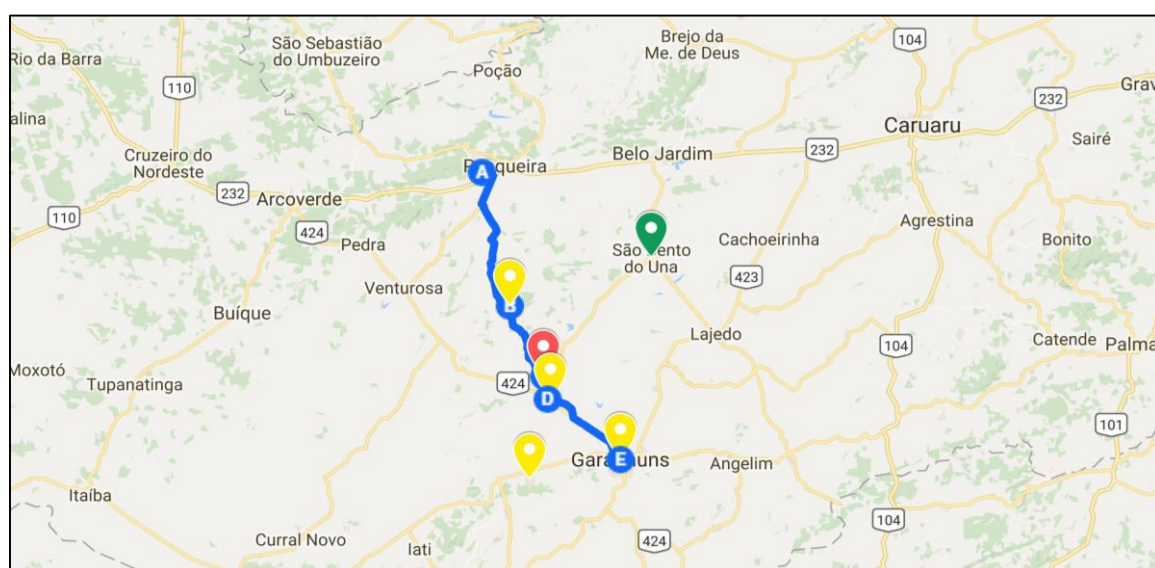 Brejo da
Me. de Deus
104
São Sebastião
do Umbuzeiro
Rio da Barra
Poção
110
232
Grav
alina
Caruaru
Sairé
Cruzeiro do
Nordeste
A
Belo Jardim
232
232
Arcoverde
110
424
Pedra
Agrestina
Cachoeirinha
Bonito
São Bento
do Una
423
Venturosa
B
Buíque
Lajedo
104
Catende
Palma
Moxotó
Tupanatinga
424
D
101
Garanhuns
E
Angelim
Itaíba
104
Curral Novo
Iati
424